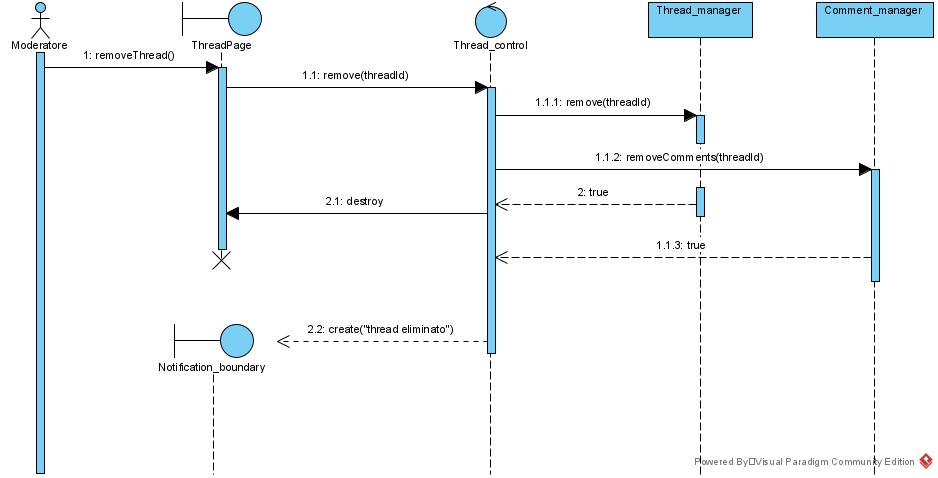 Moderatore
ThreadPage
Thread_control
Thread_manager
Comment_manager
1: removeThread()
1.1: remove(threadId)
1.1.1: remove(threadId)
1.1.2: removeComments(threadId)
2: true
2.1: destroy
1.1.3: true
2.2: create("thread eliminato")
Notification_boundary
Powered By Visual Paradigm Community Edition